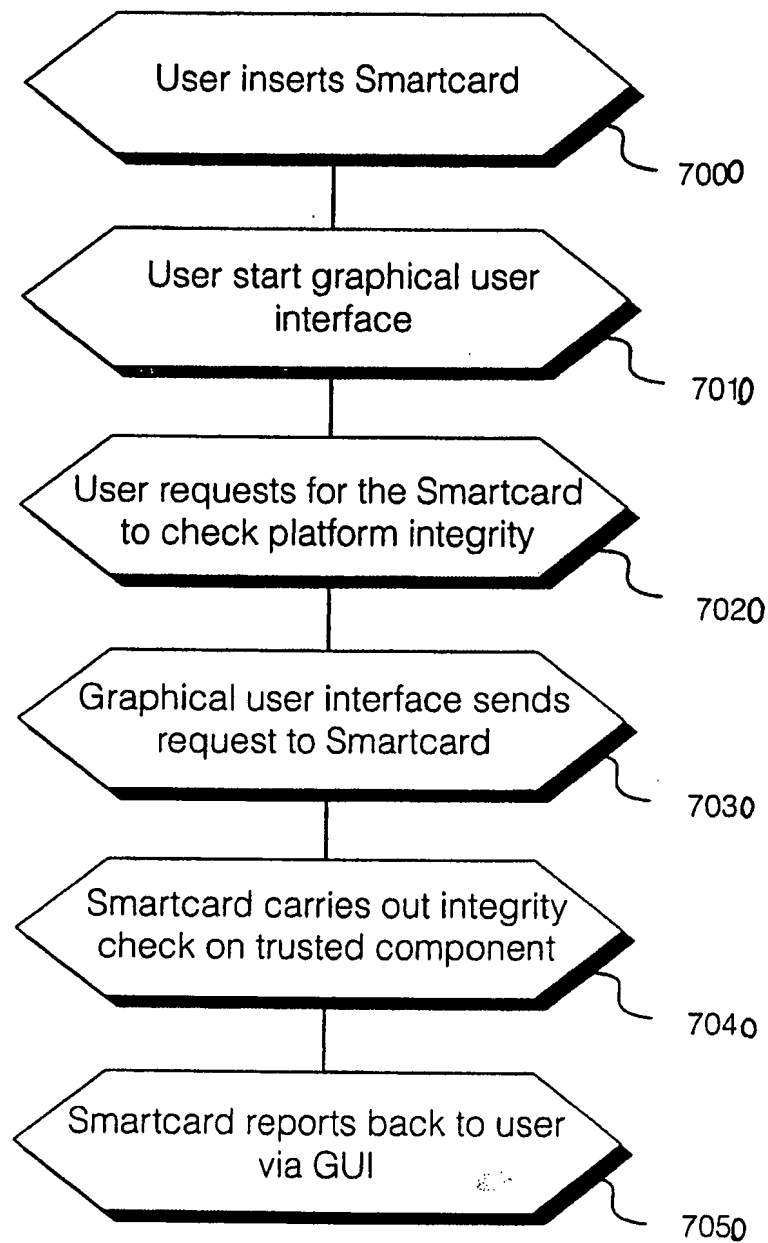 User inserts Smartcard
7000
User start graphical user
interface
7010
User requests for the Smartcard
to check platform integrity
7020
Graphical user interface sends
request to Smartcard
7030
Smartcard carries out integrity
check on trusted component
7040
Smartcard reports back to user
via GUI
7050